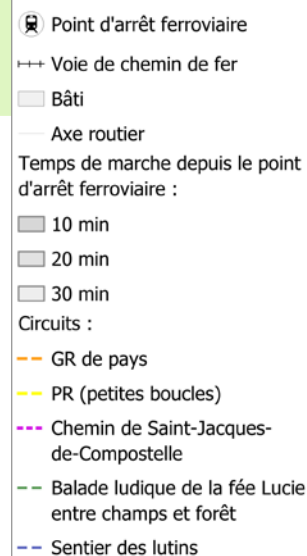 Point d'arrêt ferroviaire
Voie de chemin de fer
Bâti
Axe routier
Temps de marche depuis le point
d'arrêt ferroviaire :
10 min
20 min
30 min
Circuits :
GR de pays
PR (petites boucles)
Chemin de Saint-Jacques-
de-Compostelle
Balade ludique de la fée Lucie
entre champs et forêt
Sentier des lutins